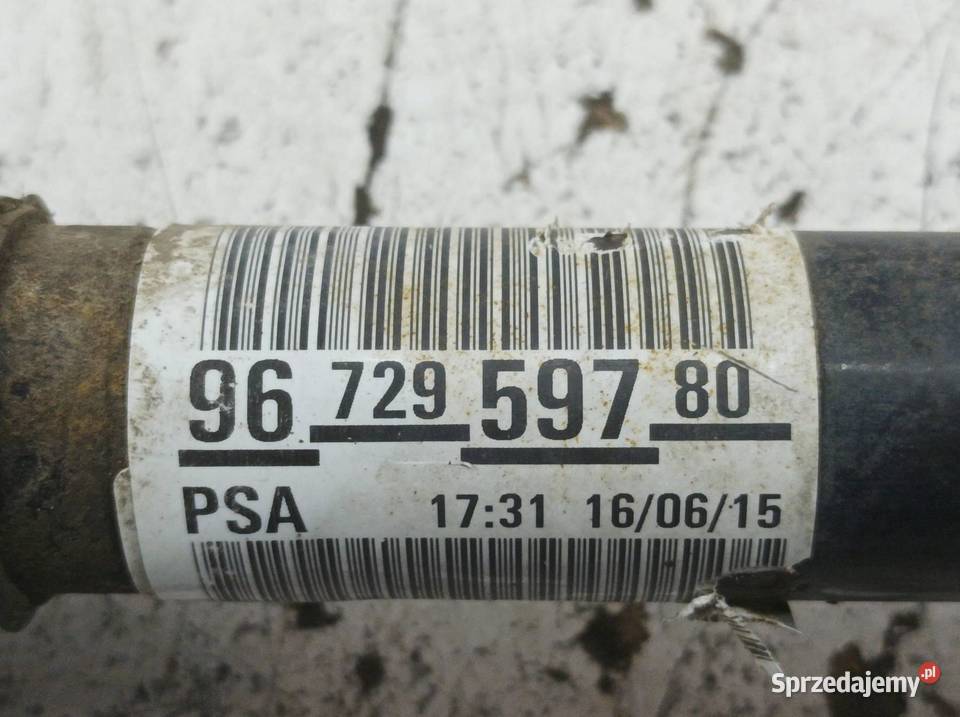 96 729 597 80
PSA 17:31 16/06/15
Sprzedajemy.pl